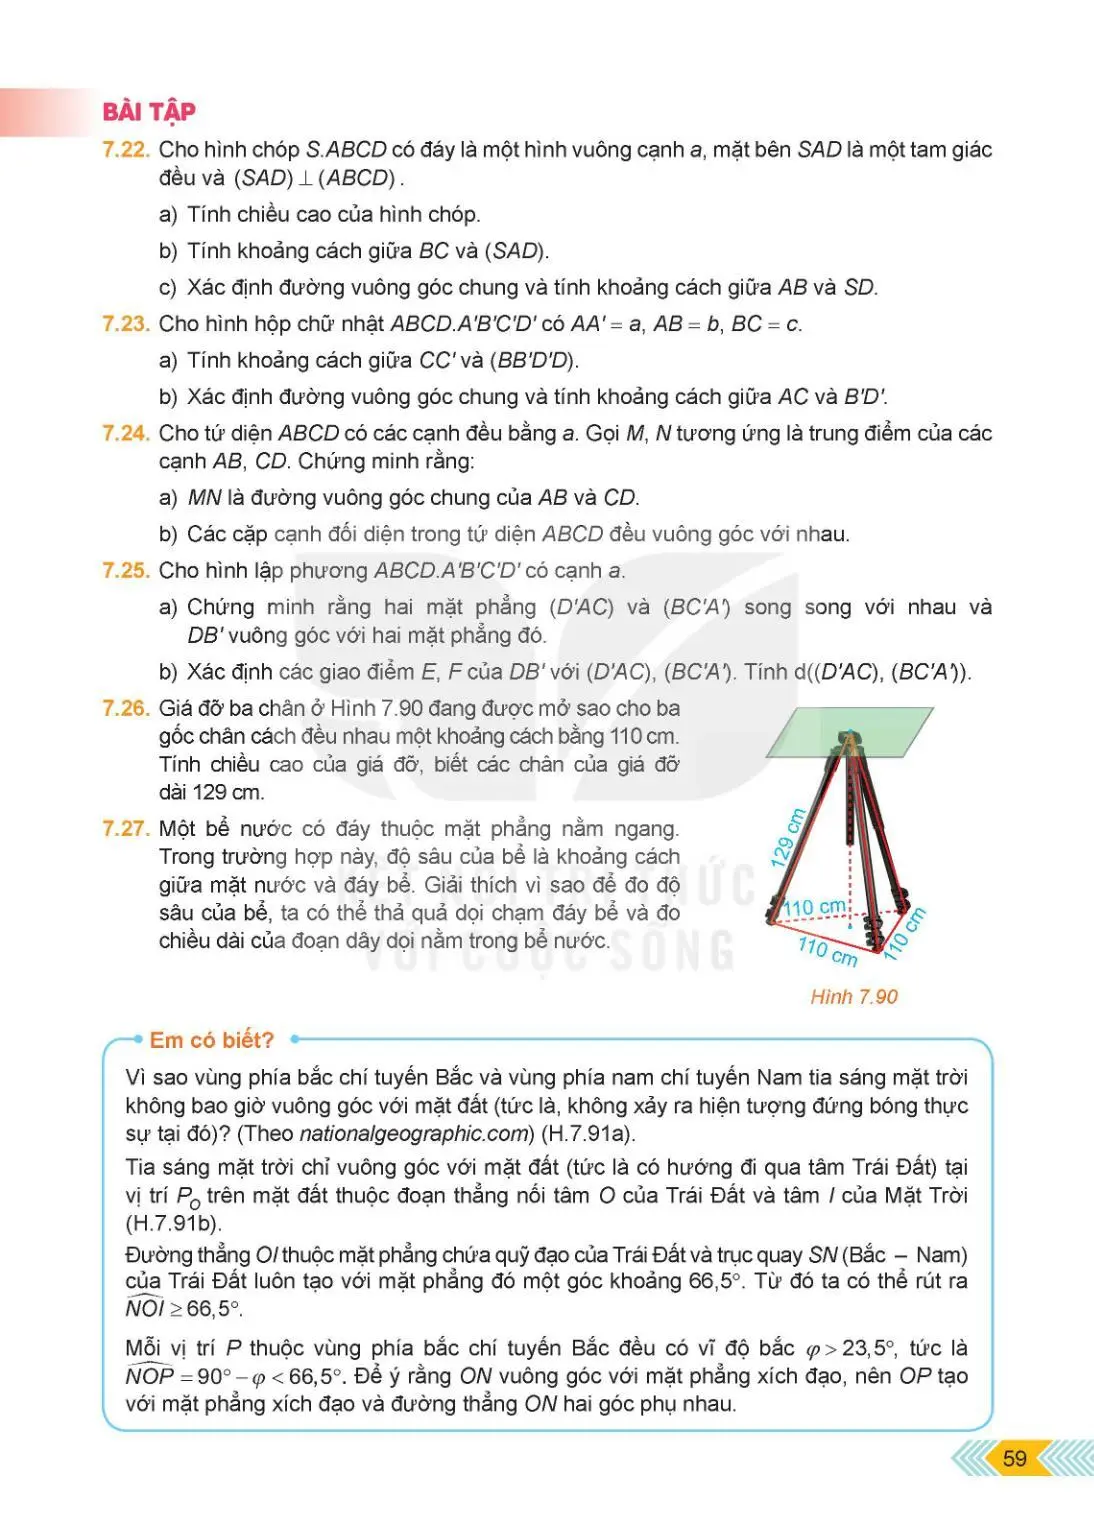 BÀI TẬP
7.22. Cho hình chóp S.ABCD có đáy là một hình vuông cạnh a, mặt bên SAD là một tam giác
đều và (SAD) ⊥ (ABCD).
a) Tính chiều cao của hình chóp.
b) Tính khoảng cách giữa BC và (SAD).
c) Xác định đường vuông góc chung và tính khoảng cách giữa AB và SD.
7.23. Cho hình hộp chữ nhật ABCD.A'B'C'D' có AA' = a, AB = b, BC = c.
a) Tính khoảng cách giữa CC' và (BB'D'D).
b) Xác định đường vuông góc chung và tính khoảng cách giữa AC và B'D'.
7.24. Cho tứ diện ABCD có các cạnh đều bằng a. Gọi M, N tương ứng là trung điểm của các
cạnh AB, CD. Chứng minh rằng:
a) MN là đường vuông góc chung của AB và CD.
b) Các cặp cạnh đối diện trong tứ diện ABCD đều vuông góc với nhau.
7.25. Cho hình lập phương ABCD.A'B'C'D' có cạnh a.
a) Chứng minh rằng hai mặt phẳng (D'AC) và (BC'A') song song với nhau và
DB' vuông góc với hai mặt phẳng đó.
b) Xác định các giao điểm E, F của DB' với (D'AC), (BC'A'). Tính d((D'AC), (BC'A')).
7.26. Giá đỡ ba chân ở Hình 7.90 đang được mở sao cho ba
gốc chân cách đều nhau một khoảng cách bằng 110 cm.
Tính chiều cao của giá đỡ, biết các chân của giá đỡ
dài 129 cm.
7.27. Một bể nước có đáy thuộc mặt phẳng nằm ngang.
Trong trường hợp này, độ sâu của bể là khoảng cách
giữa mặt nước và đáy bể. Giải thích vì sao để đo độ
sâu của bể, ta có thể thả quả dọi chạm đáy bể và đo
chiều dài của đoạn dây dọi nằm trong bể nước.
129 cm
110 cm
110 cm
110 cm
Hình 7.90
KẾT NỐI TRI THỨC
VỚI CUỘC SỐNG
Em có biết?
Vì sao vùng phía bắc chí tuyến Bắc và vùng phía nam chí tuyến Nam tia sáng mặt trời
không bao giờ vuông góc với mặt đất (tức là, không xảy ra hiện tượng đứng bóng thực
sự tại đó)? (Theo nationalgeographic.com) (H.7.91a).
Tia sáng mặt trời chỉ vuông góc với mặt đất (tức là có hướng đi qua tâm Trái Đất) tại
vị trí P_O trên mặt đất thuộc đoạn thẳng nối tâm O của Trái Đất và tâm I của Mặt Trời
(H.7.91b).
Đường thẳng OI thuộc mặt phẳng chứa quỹ đạo của Trái Đất và trục quay SN (Bắc – Nam)
của Trái Đất luôn tạo với mặt phẳng đó một góc khoảng 66,5°. Từ đó ta có thể rút ra
NOI ≥ 66,5°.
Mỗi vị trí P thuộc vùng phía bắc chí tuyến Bắc đều có vĩ độ bắc φ > 23,5°, tức là
NOP = 90° – φ < 66,5°. Để ý rằng ON vuông góc với mặt phẳng xích đạo, nên OP tạo
với mặt phẳng xích đạo và đường thẳng ON hai góc phụ nhau.
59